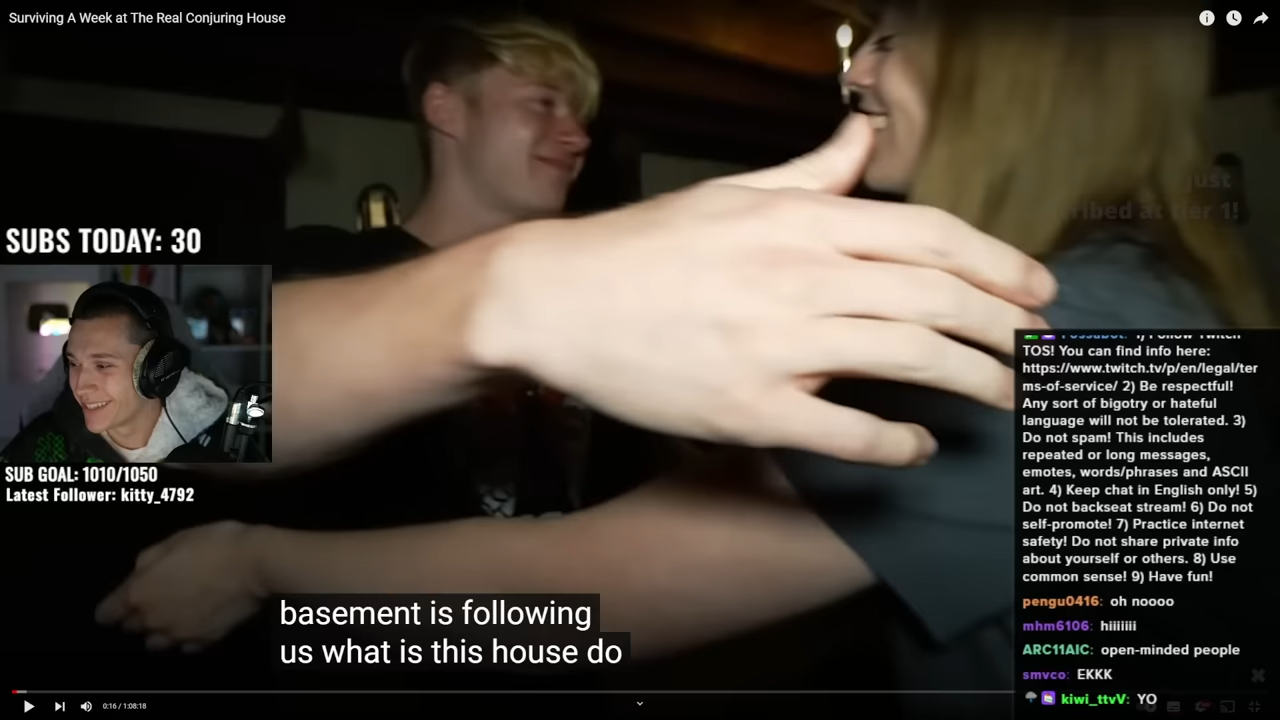 Surviving A Week at The Real Conjuring House
just
ribed at tier 1!
SUBS TODAY: 30
SUB GOAL: 1010/1050
Latest Follower: kitty_4792
basement is following
us what is this house do
0:16 / 1:08:18
TOS! You can find info here:
https://www.twitch.tv/p/en/legal/ter
ms-of-service/ 2) Be respectful!
Any sort of bigotry or hateful
language will not be tolerated. 3)
Do not spam! This includes
repeated or long messages,
emotes, words/phrases and ASCII
art. 4) Keep chat in English only! 5)
Do not backseat stream! 6) Do not
self-promote! 7) Practice internet
safety! Do not share private info
about yourself or others. 8) Use
common sense! 9) Have fun!
pengu0416: oh noooo
mhm6106: hiiiiiii
ARC11AIC: open-minded people
smvco: EKKK
kiwi_ttvV: YO